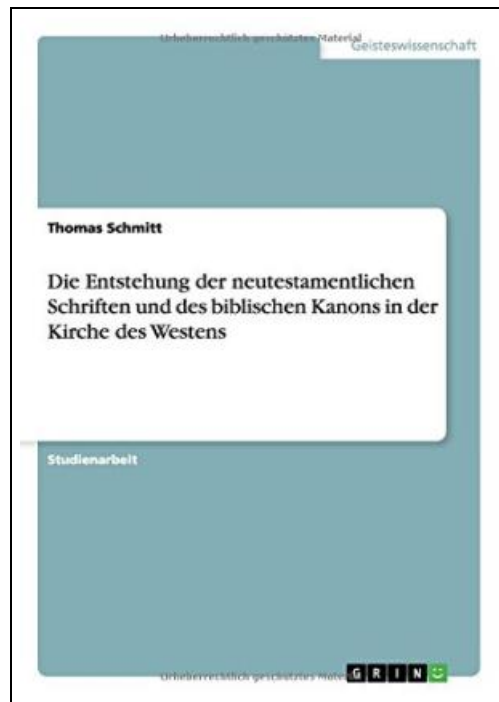 Urheberrechtlich geschütztes Material
Geisteswissenschaft
Thomas Schmitt
Die Entstehung der neutestamentlichen
Schriften und des biblischen Kanons in der
Kirche des Westens
Studienarbeit
Urheberrechtlich geschütztes Material
GRIN